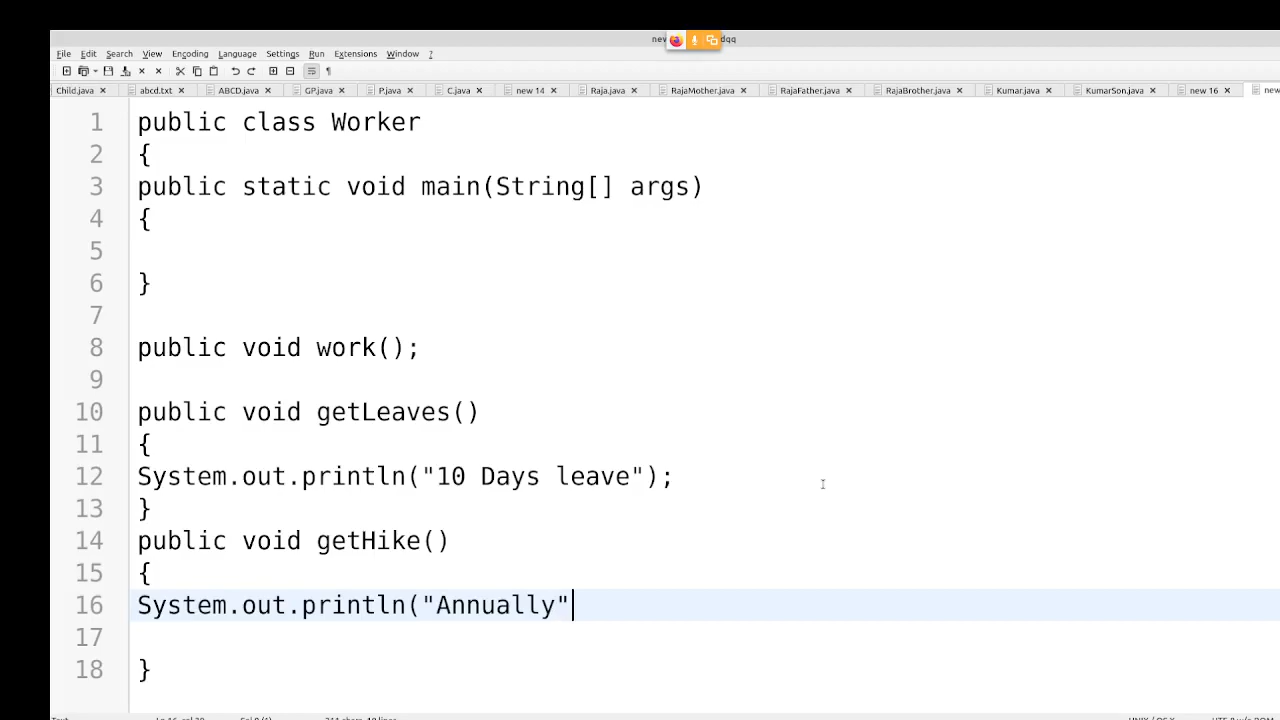 new
dqq
File Edit Search View Encoding Language Settings Run Extensions Window ?
Child.java abcd.txt ABCD.java GP.java P.java C.java new 14 Raja.java RajaMother.java RajaFather.java RajaBrother.java Kumar.java KumarSon.java new 16 new
1 public class Worker
2 {
3 public static void main(String[] args)
4 {
5
6 }
7
8 public void work();
9
10 public void getLeaves()
11 {
12 System.out.println("10 Days leave");
13 }
14 public void getHike()
15 {
16 System.out.println("Annually"
17
18 }